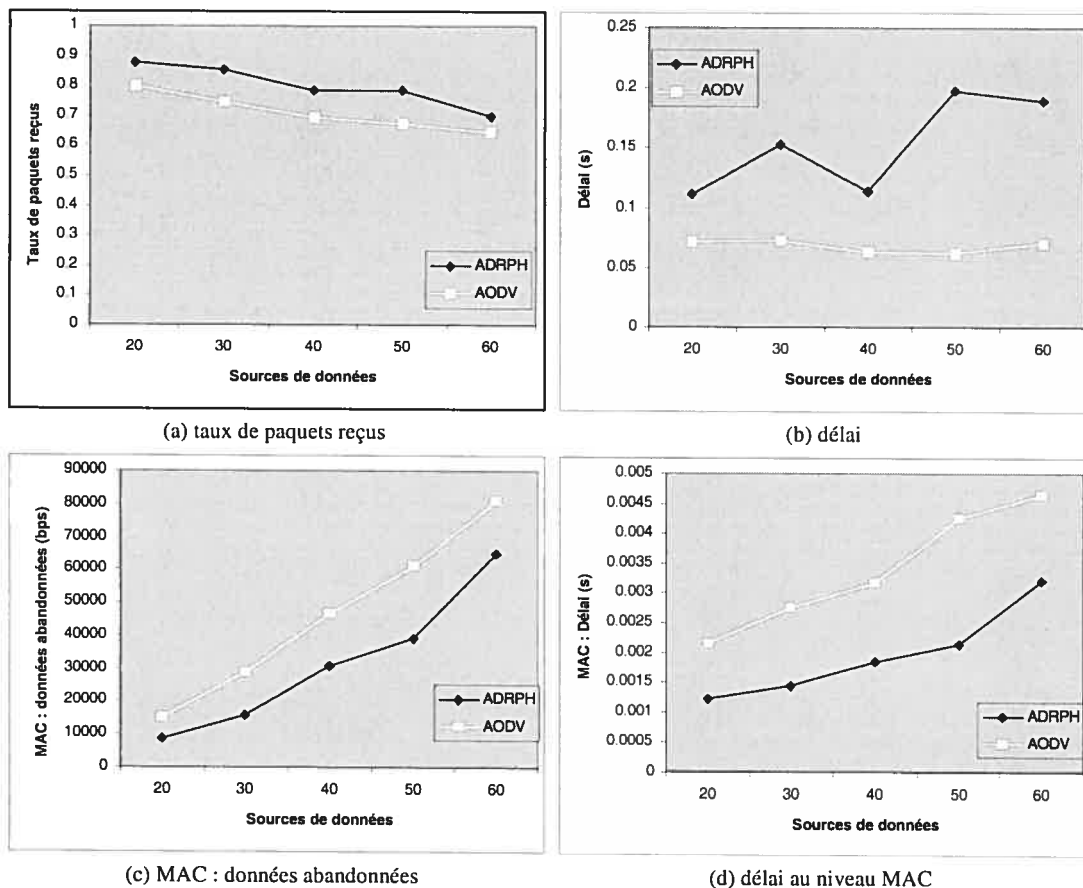 1
0.9
0.8
0.7
0.6
0.5
0.4
0.3
0.2
0.1
0
Taux de paquets reçus
20 30 40 50 60
Sources de données
ADRPH
AODV
(a) taux de paquets reçus
0.25
0.2
0.15
0.1
0.05
0
Délai (s)
20 30 40 50 60
Sources de données
ADRPH
AODV
(b) délai
90000
80000
70000
60000
50000
40000
30000
20000
10000
0
MAC : données abandonnées (bps)
20 30 40 50 60
Sources de données
ADRPH
AODV
(c) MAC : données abandonnées
0.005
0.0045
0.004
0.0035
0.003
0.0025
0.002
0.0015
0.001
0.0005
0
MAC : Délai (s)
20 30 40 50 60
Sources de données
ADRPH
AODV
(d) délai au niveau MAC